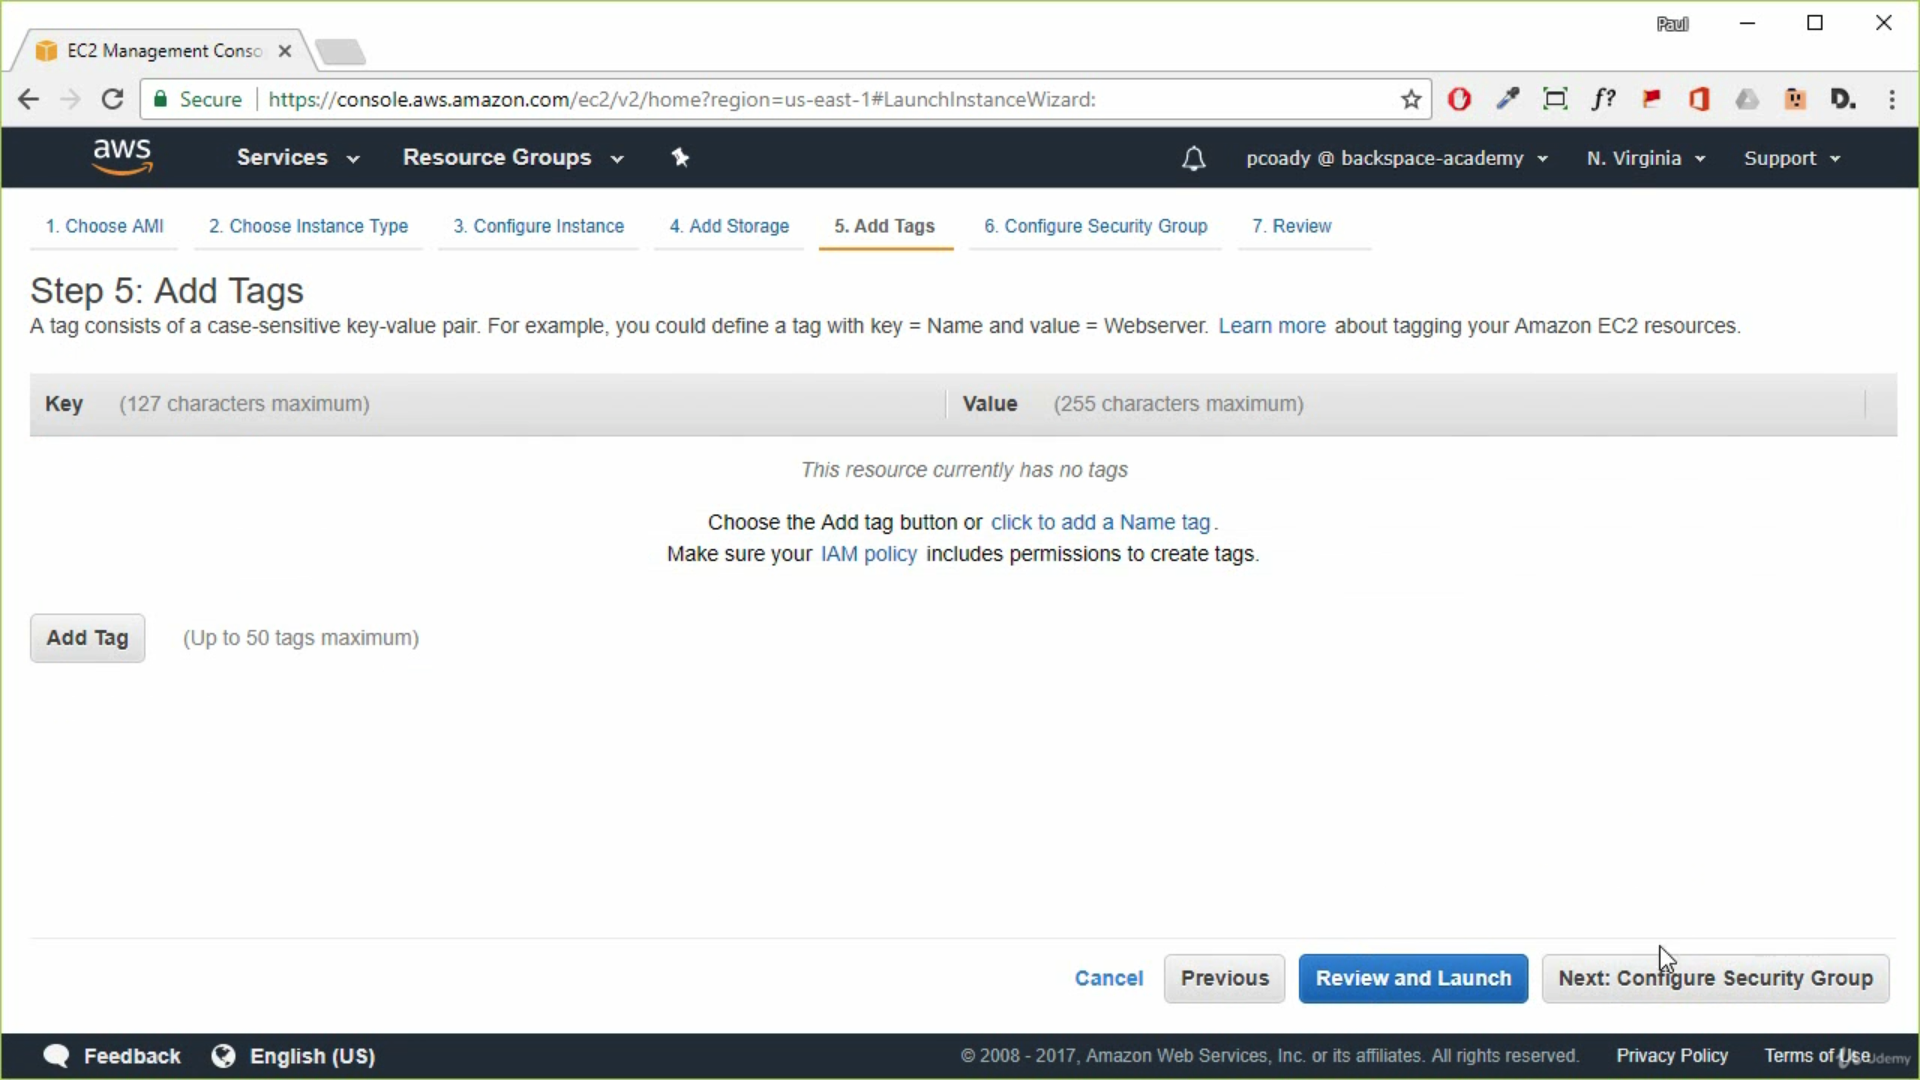 Paul
EC2 Management Conso
Secure https://console.aws.amazon.com/ec2/v2/home?region=us-east-1#LaunchInstanceWizard:
f?
D.
aws Services Resource Groups pcoady @ backspace-academy N. Virginia Support
1. Choose AMI 2. Choose Instance Type 3. Configure Instance 4. Add Storage 5. Add Tags 6. Configure Security Group 7. Review
Step 5: Add Tags
A tag consists of a case-sensitive key-value pair. For example, you could define a tag with key = Name and value = Webserver. Learn more about tagging your Amazon EC2 resources.
Key (127 characters maximum) Value (255 characters maximum)
This resource currently has no tags
Choose the Add tag button or click to add a Name tag.
Make sure your IAM policy includes permissions to create tags.
Add Tag (Up to 50 tags maximum)
Cancel Previous Review and Launch Next: Configure Security Group
Feedback English (US) © 2008 - 2017, Amazon Web Services, Inc. or its affiliates. All rights reserved. Privacy Policy Terms of Use
Udemy